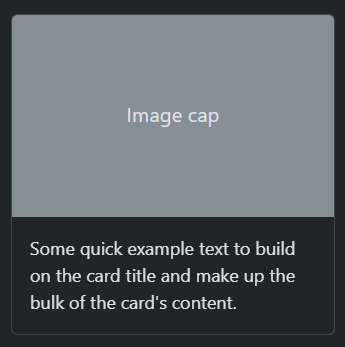 Image cap
Some quick example text to build
on the card title and make up the
bulk of the card's content.